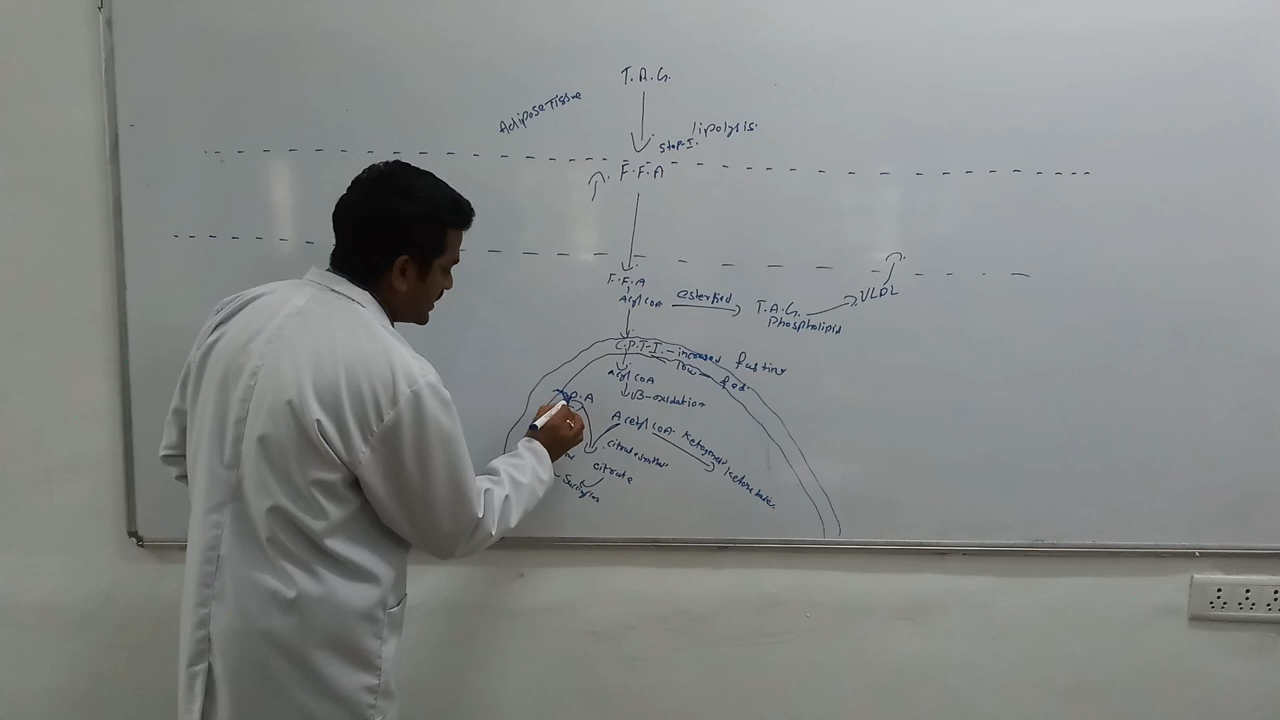 T.A.G.
Adipose Tissue
lipolysis.
Step-I.
F.F.A
F.F.A
Acyl COA esterfied T.A.G. VLDL
Phospholipid
C.P.T-I. - increased fasting
low - fed.
acyl COA
β-oxidation
O.A.A
Acetyl COA. Ketogenesis Ketone bodies
citrate synthase
citrate